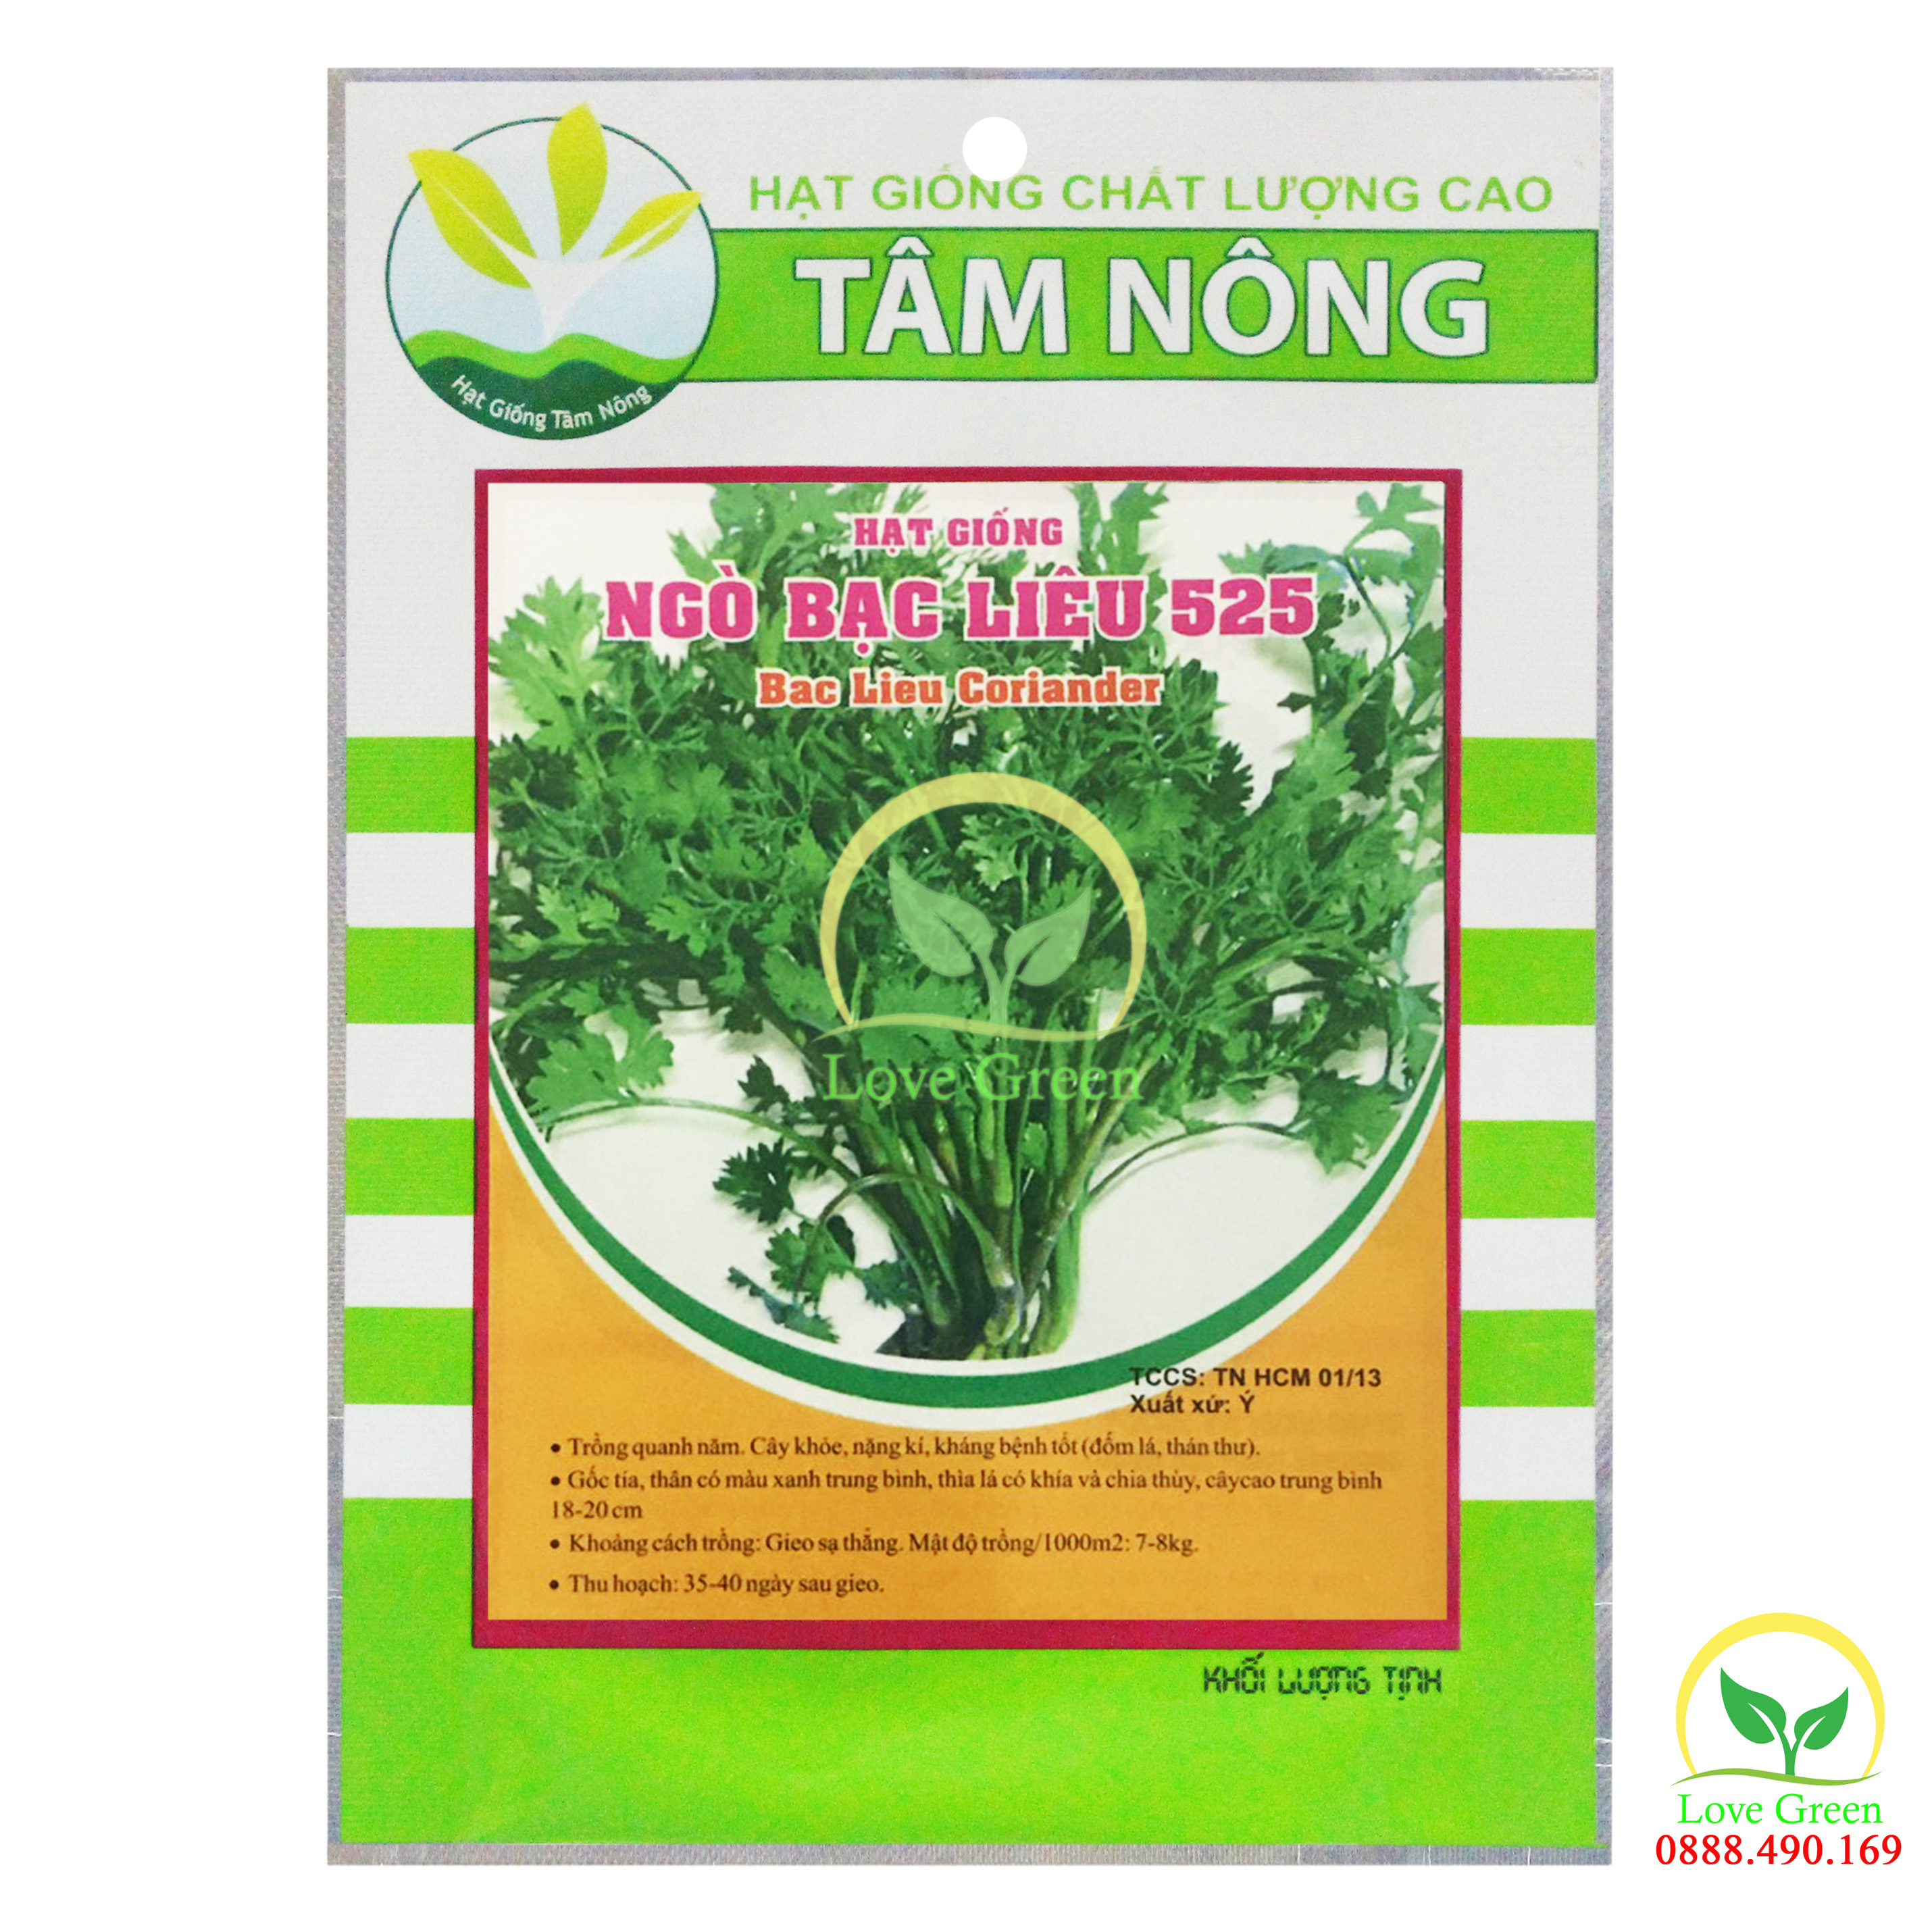 HẠT GIỐNG CHẤT LƯỢNG CAO
TÂM NÔNG
Hạt Giống Tâm Nông
HẠT GIỐNG
NGÒ BẠC LIÊU 525
Bac Lieu Coriander
Love Green
TCCS: TN HCM 01/13
Xuất xứ: Ý
• Trồng quanh năm. Cây khỏe, nặng kí, kháng bệnh tốt (đốm lá, thán thư).
• Gốc tía, thân có màu xanh trung bình, thìa lá có khía và chia thùy, câycao trung bình
18-20 cm
• Khoảng cách trồng: Gieo sạ thẳng. Mật độ trồng/1000m2: 7-8kg.
• Thu hoạch: 35-40 ngày sau gieo.
KHỐI LƯỢNG TỊNH
Love Green
0888.490.169